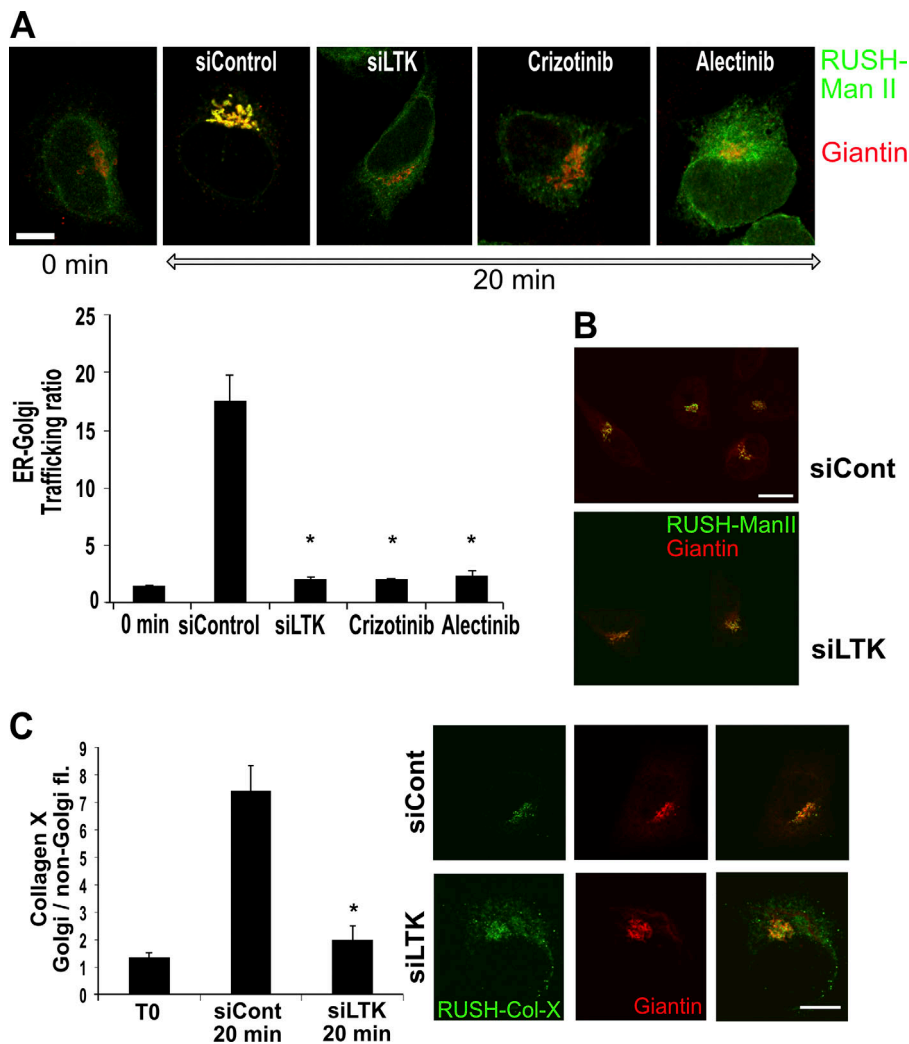 A
siControl
siLTK
Crizotinib
Alectinib
RUSH-
Man II
Giantin
0 min
20 min
25
20
15
10
5
0
ER-Golgi
Trafficking ratio
*
*
*
0 min
siControl
siLTK
Crizotinib
Alectinib
B
siCont
RUSH-ManII
Giantin
siLTK
C
9
8
7
6
5
4
3
2
1
0
Collagen X
Golgi / non-Golgi fl.
*
T0
siCont
20 min
siLTK
20 min
siCont
siLTK
RUSH-Col-X
Giantin